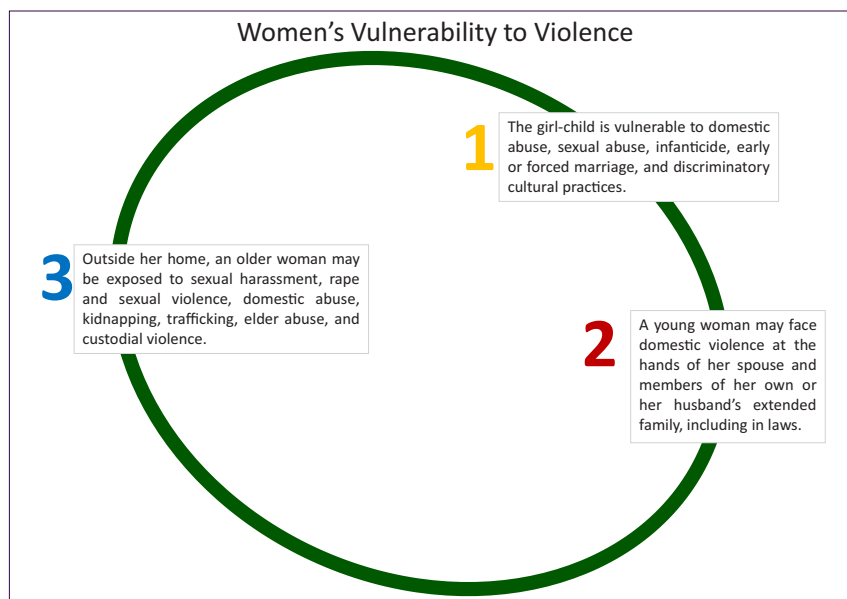 Women’s Vulnerability to Violence
1
The girl-child is vulnerable to domestic
abuse, sexual abuse, infanticide, early
or forced marriage, and discriminatory
cultural practices.
2
A young woman may face
domestic violence at the
hands of her spouse and
members of her own or
her husband’s extended
family, including in laws.
3
Outside her home, an older woman may
be exposed to sexual harassment, rape
and sexual violence, domestic abuse,
kidnapping, trafficking, elder abuse, and
custodial violence.